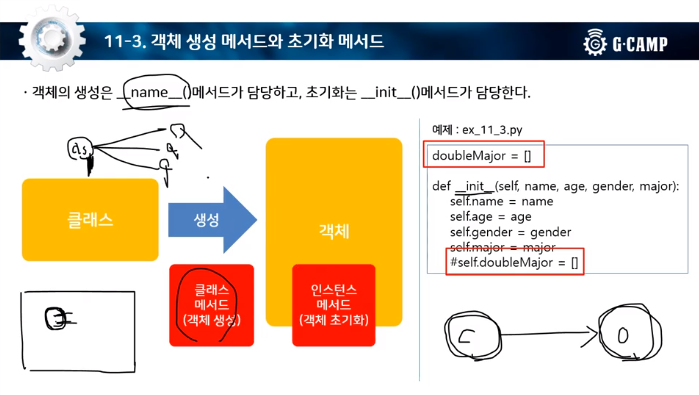 11-3. 객체 생성 메서드와 초기화 메서드
G·CAMP
· 객체의 생성은 __name__()메서드가 담당하고, 초기화는 __init__()메서드가 담당한다.
클래스
생성
객체
클래스
메서드
(객체 생성)
인스턴스
메서드
(객체 초기화)
예제 : ex_11_3.py
doubleMajor = []
def __init__(self, name, age, gender, major):
self.name = name
self.age = age
self.gender = gender
self.major = major
#self.doubleMajor = []
C
O